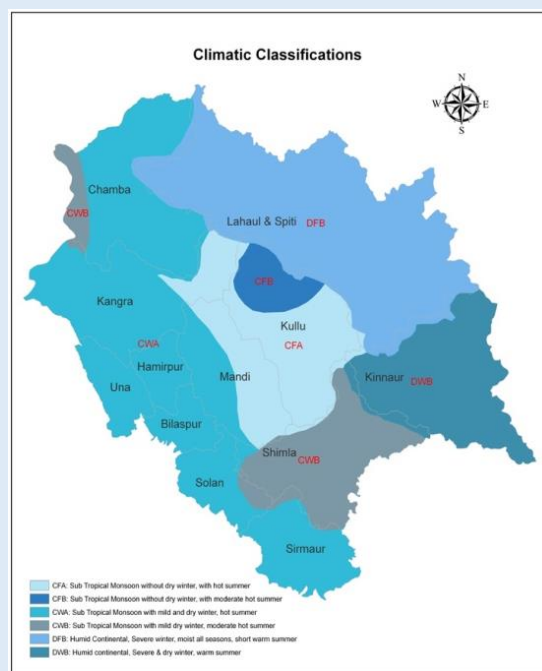 Climatic Classifications
N
W E
S
Chamba
CWB
Lahaul & Spiti DFB
CFB
Kangra
Kullu
CWA
CFA
Hamirpur
Mandi
Kinnaur
DWB
Una
Bilaspur
Shimla
CWB
Solan
Sirmaur
CFA: Sub Tropical Monsoon without dry winter, with hot summer
CFB: Sub Tropical Monsoon without dry winter, with moderate hot summer
CWA: Sub Tropical Monsoon with mild and dry winter, hot summer
CWB: Sub Tropical Monsoon with mild dry winter, moderate hot summer
DFB: Humid Continental, Severe winter, moist all seasons, short warm summer
DWB: Humid continental, Severe & dry winter, warm summer